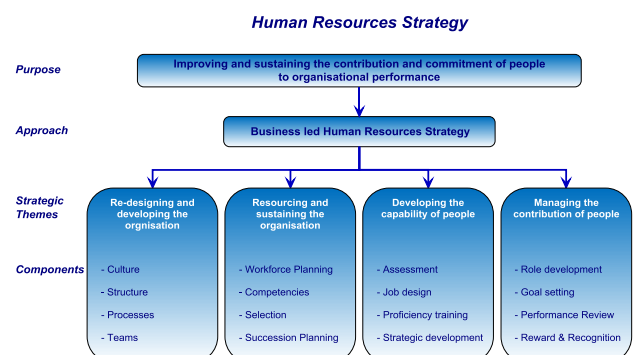 Human Resources Strategy
Purpose
Improving and sustaining the contribution and commitment of people
to organisational performance
Approach
Business led Human Resources Strategy
Strategic
Themes
Re-designing and
developing the
orgnisation
Resourcing and
sustaining the
organisation
Developing the
capability of people
Managing the
contribution of people
Components
- Culture
- Structure
- Processes
- Teams
- Workforce Planning
- Competencies
- Selection
- Succession Planning
- Assessment
- Job design
- Proficiency training
- Strategic development
- Role development
- Goal setting
- Performance Review
- Reward & Recognition